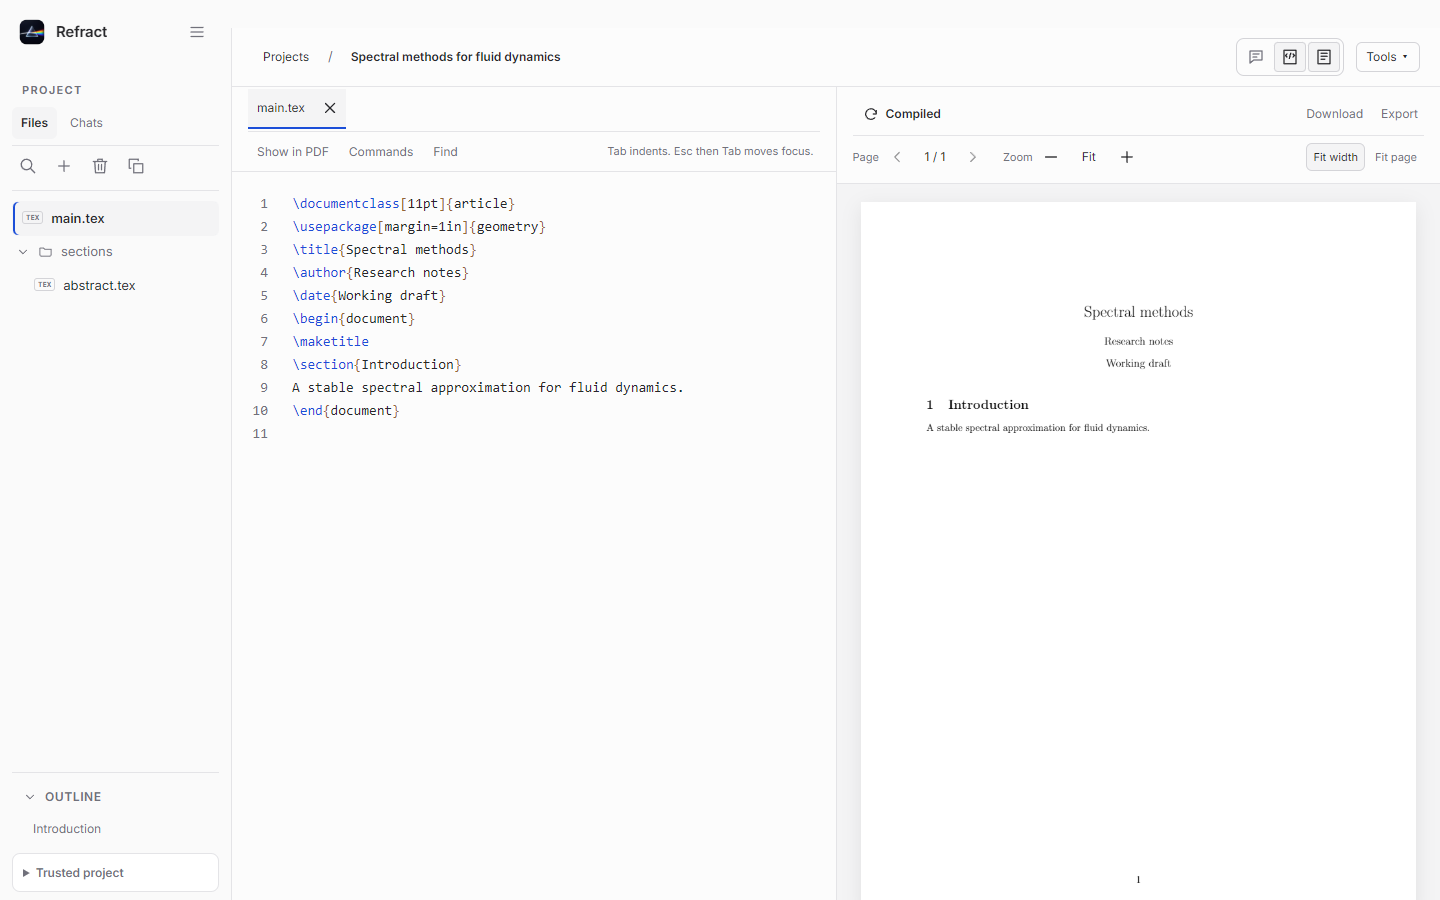 Refract
PROJECT
Files Chats
TEX main.tex
sections
TEX abstract.tex
OUTLINE
Introduction
Trusted project
Projects / Spectral methods for fluid dynamics
Tools
main.tex
Show in PDF Commands Find Tab indents. Esc then Tab moves focus.
1 \documentclass[11pt]{article}
2 \usepackage[margin=1in]{geometry}
3 \title{Spectral methods}
4 \author{Research notes}
5 \date{Working draft}
6 \begin{document}
7 \maketitle
8 \section{Introduction}
9 A stable spectral approximation for fluid dynamics.
10 \end{document}
11
Compiled Download Export
Page 1 / 1 Zoom Fit Fit width Fit page
Spectral methods
Research notes
Working draft
1 Introduction
A stable spectral approximation for fluid dynamics.
1